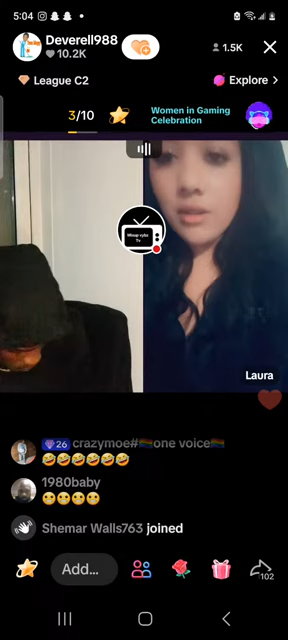 5:04
Deverell988
10.2K
1.5K
League C2
Explore >
3/10
Women in Gaming
Celebration
Laura
26 crazymoe#🏳️‍🌈one voice🏳️‍🌈
🤣🤣🤣🤣🤣🤣
1980baby
😬😬😬😬
Shemar Walls763 joined
Add...
102